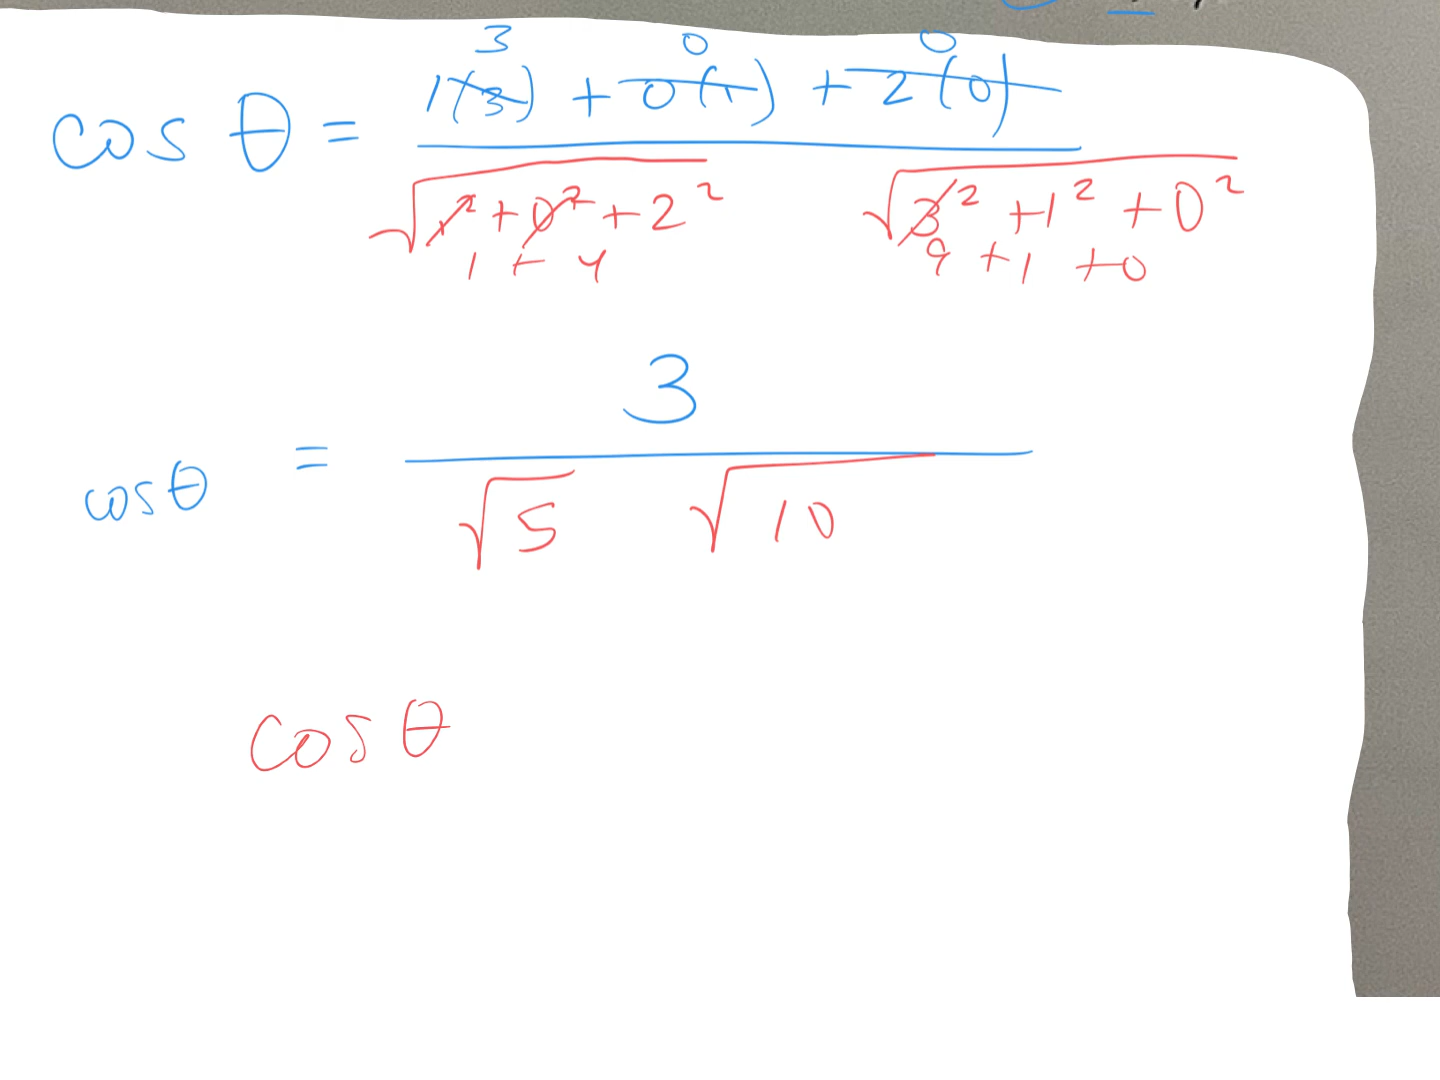 3 0 0
cos θ = 1(3) + 0(1) + 2(0)
√1² + 0² + 2² √3² + 1² + 0²
1 + 4 9 + 1 + 0
3
cosθ =
√5 √10
cos θ